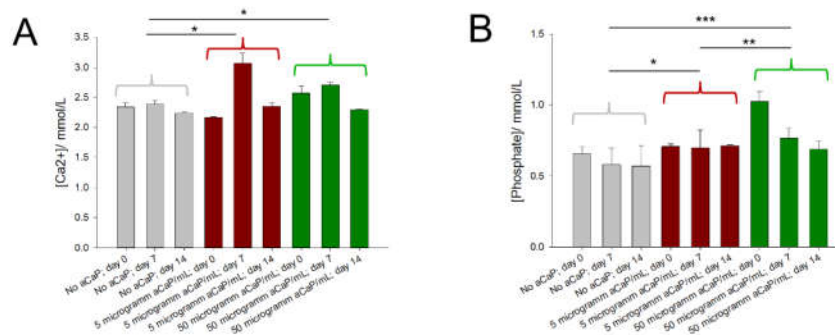 A
[Ca2+]/ mmol/L
3.5
3.0
2.5
2.0
1.5
1.0
0.5
0.0
*
*
No aCaP; day 0
No aCaP; day 7
No aCaP; day 14
5 microgramm aCaP/mL; day 0
5 microgramm aCaP/mL; day 7
5 microgramm aCaP/mL; day 14
50 microgramm aCaP/mL; day 0
50 microgramm aCaP/mL; day 7
50 microgramm aCaP/mL; day 14
B
[Phosphate]/ mmol/L
1.5
1.0
0.5
0.0
***
**
*
No aCaP; day 0
No aCaP; day 7
No aCaP; day 14
5 microgramm aCaP/mL; day 0
5 microgramm aCaP/mL; day 7
5 microgramm aCaP/mL; day 14
50 microgramm aCaP/mL; day 0
50 microgramm aCaP/mL; day 7
50 microgramm aCaP/mL; day 14